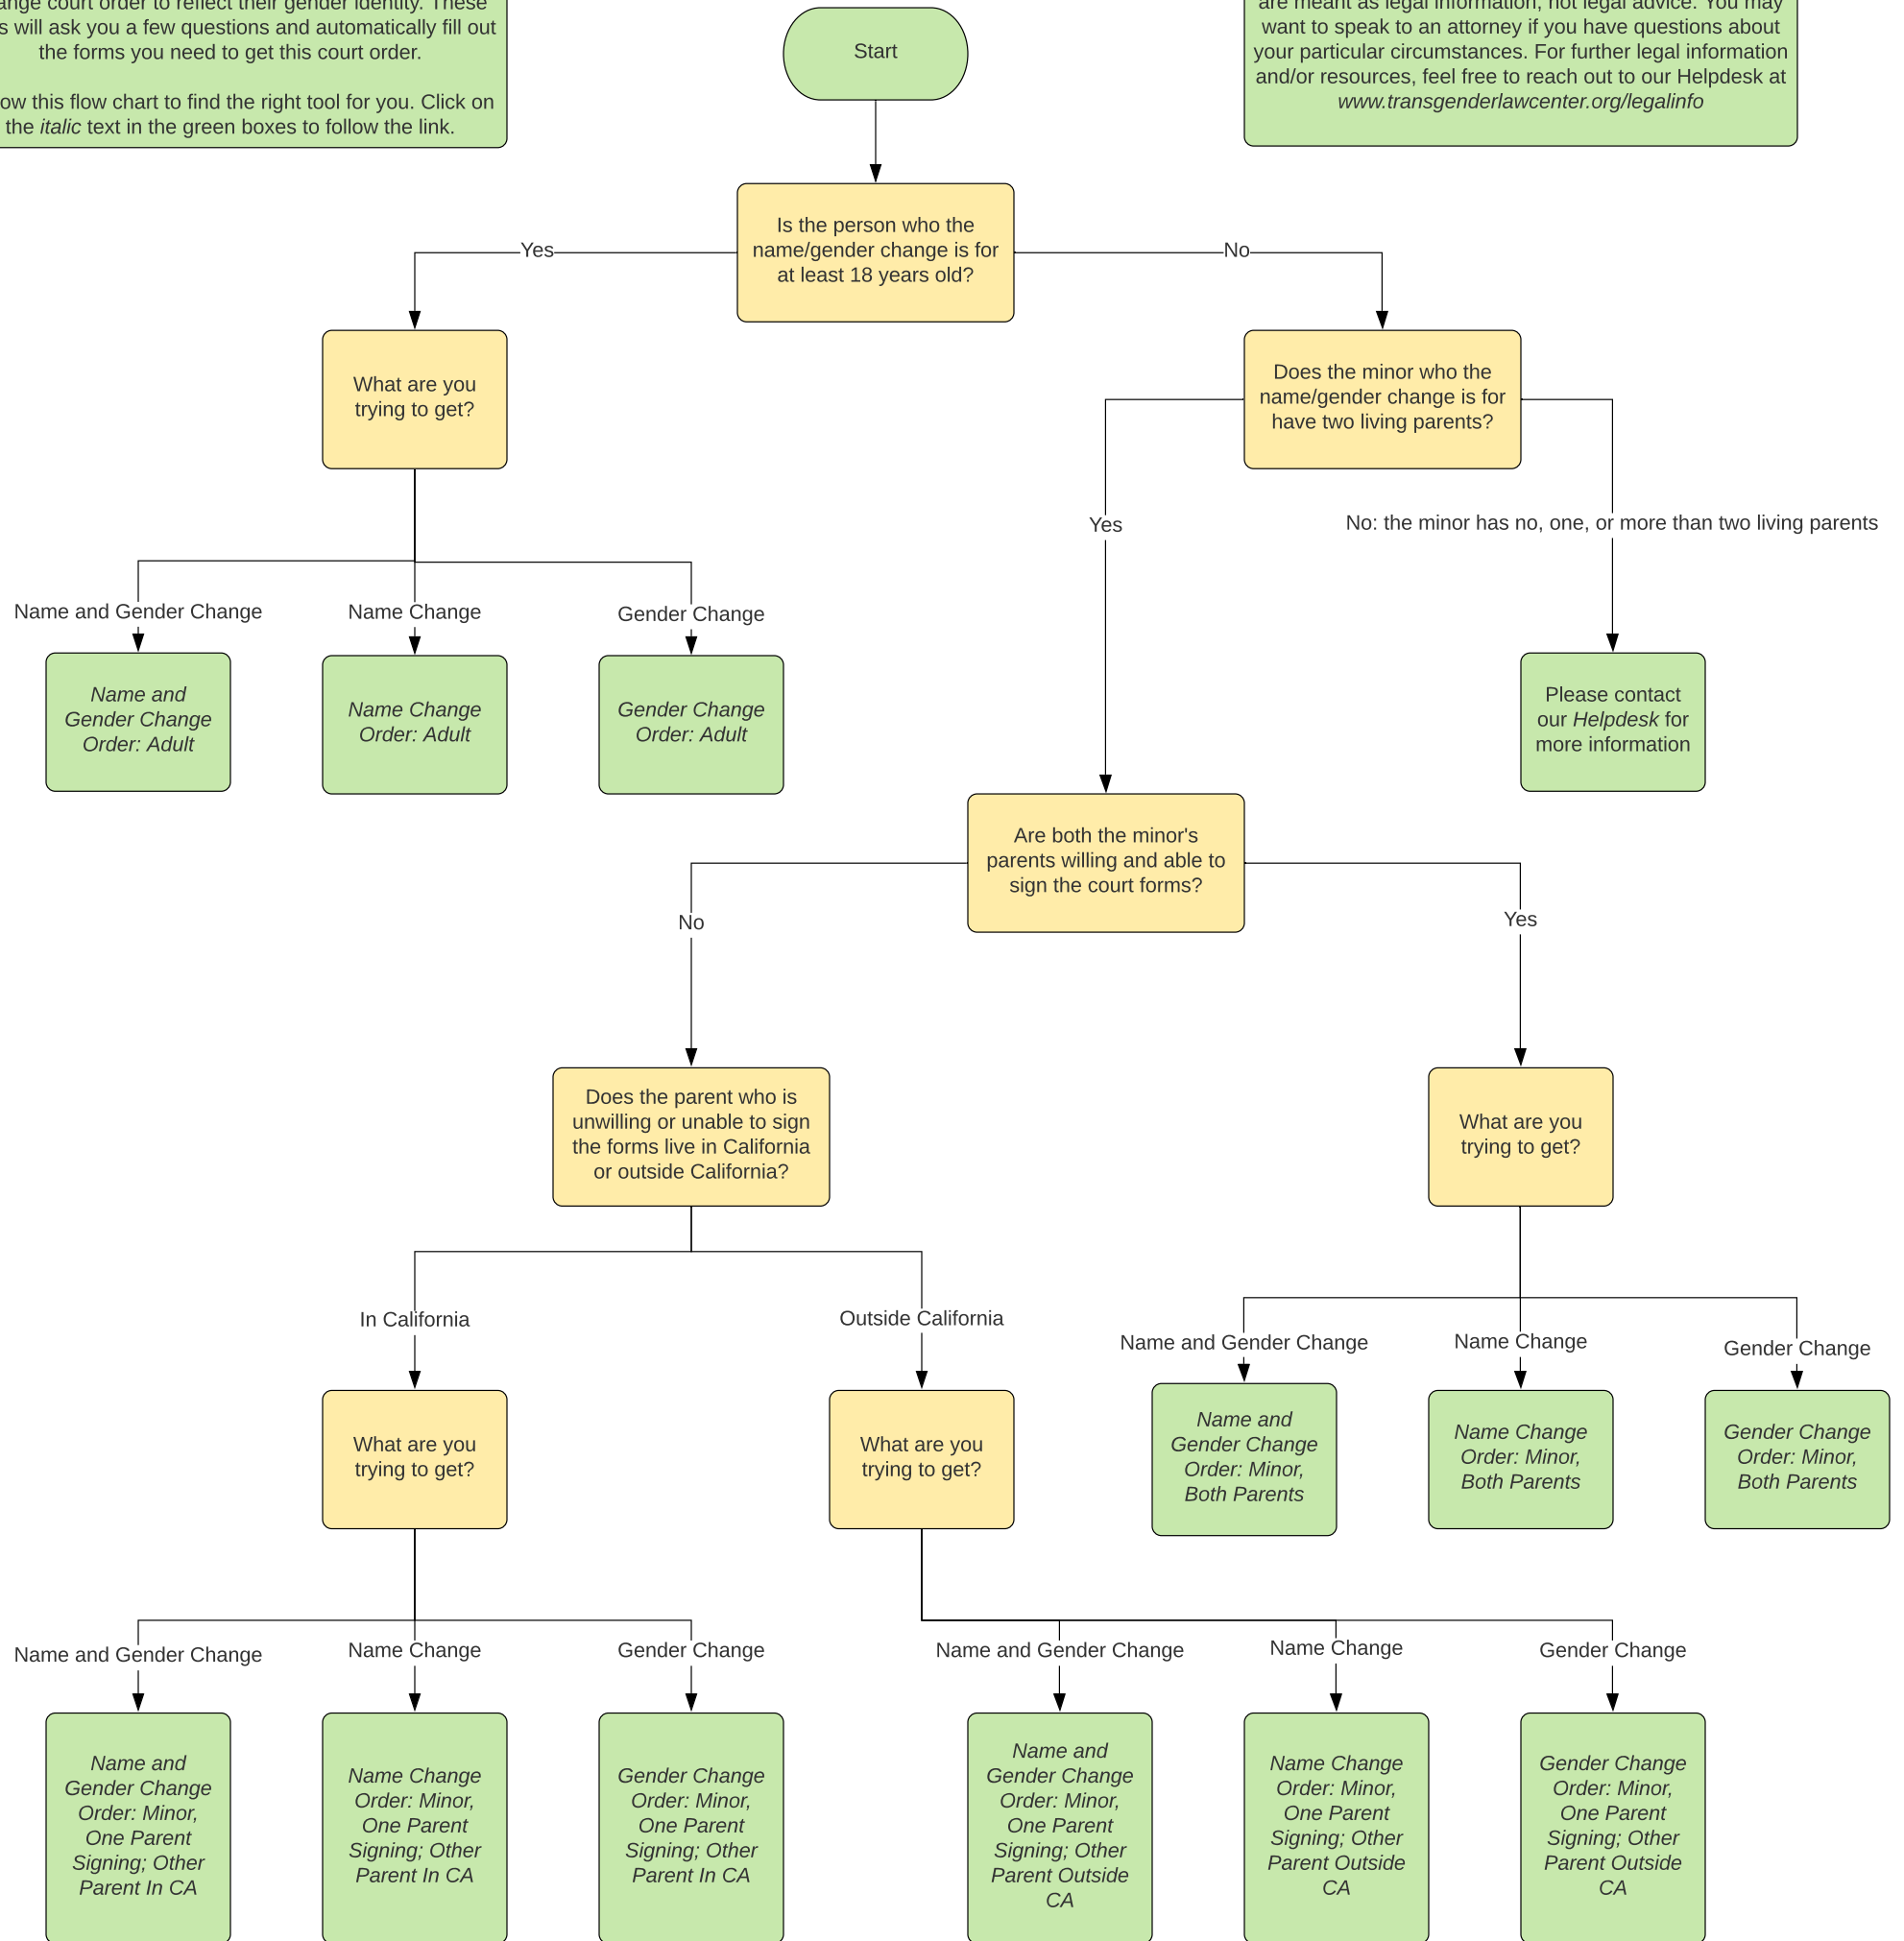 court order to reflect their gender identity. These
will ask you a few questions and automatically fill out
the forms you need to get this court order.
this flow chart to find the right tool for you. Click on
the italic text in the green boxes to follow the link.
Start
are meant as legal information, not legal advice. You may
want to speak to an attorney if you have questions about
your particular circumstances. For further legal information
and/or resources, feel free to reach out to our Helpdesk at
www.transgenderlawcenter.org/legalinfo
Is the person who the
name/gender change is for
at least 18 years old?
Yes
No
What are you
trying to get?
Does the minor who the
name/gender change is for
have two living parents?
Yes
No: the minor has no, one, or more than two living parents
Name and Gender Change
Name Change
Gender Change
Name and
Gender Change
Order: Adult
Name Change
Order: Adult
Gender Change
Order: Adult
Please contact
our Helpdesk for
more information
Are both the minor's
parents willing and able to
sign the court forms?
No
Yes
Does the parent who is
unwilling or unable to sign
the forms live in California
or outside California?
What are you
trying to get?
In California
Outside California
Name and Gender Change
Name Change
Gender Change
What are you
trying to get?
What are you
trying to get?
Name and
Gender Change
Order: Minor,
Both Parents
Name Change
Order: Minor,
Both Parents
Gender Change
Order: Minor,
Both Parents
Name and Gender Change
Name Change
Gender Change
Name and Gender Change
Name Change
Gender Change
Name and
Gender Change
Order: Minor,
One Parent
Signing; Other
Parent In CA
Name Change
Order: Minor,
One Parent
Signing; Other
Parent In CA
Gender Change
Order: Minor,
One Parent
Signing; Other
Parent In CA
Name and
Gender Change
Order: Minor,
One Parent
Signing; Other
Parent Outside
CA
Name Change
Order: Minor,
One Parent
Signing; Other
Parent Outside
CA
Gender Change
Order: Minor,
One Parent
Signing; Other
Parent Outside
CA